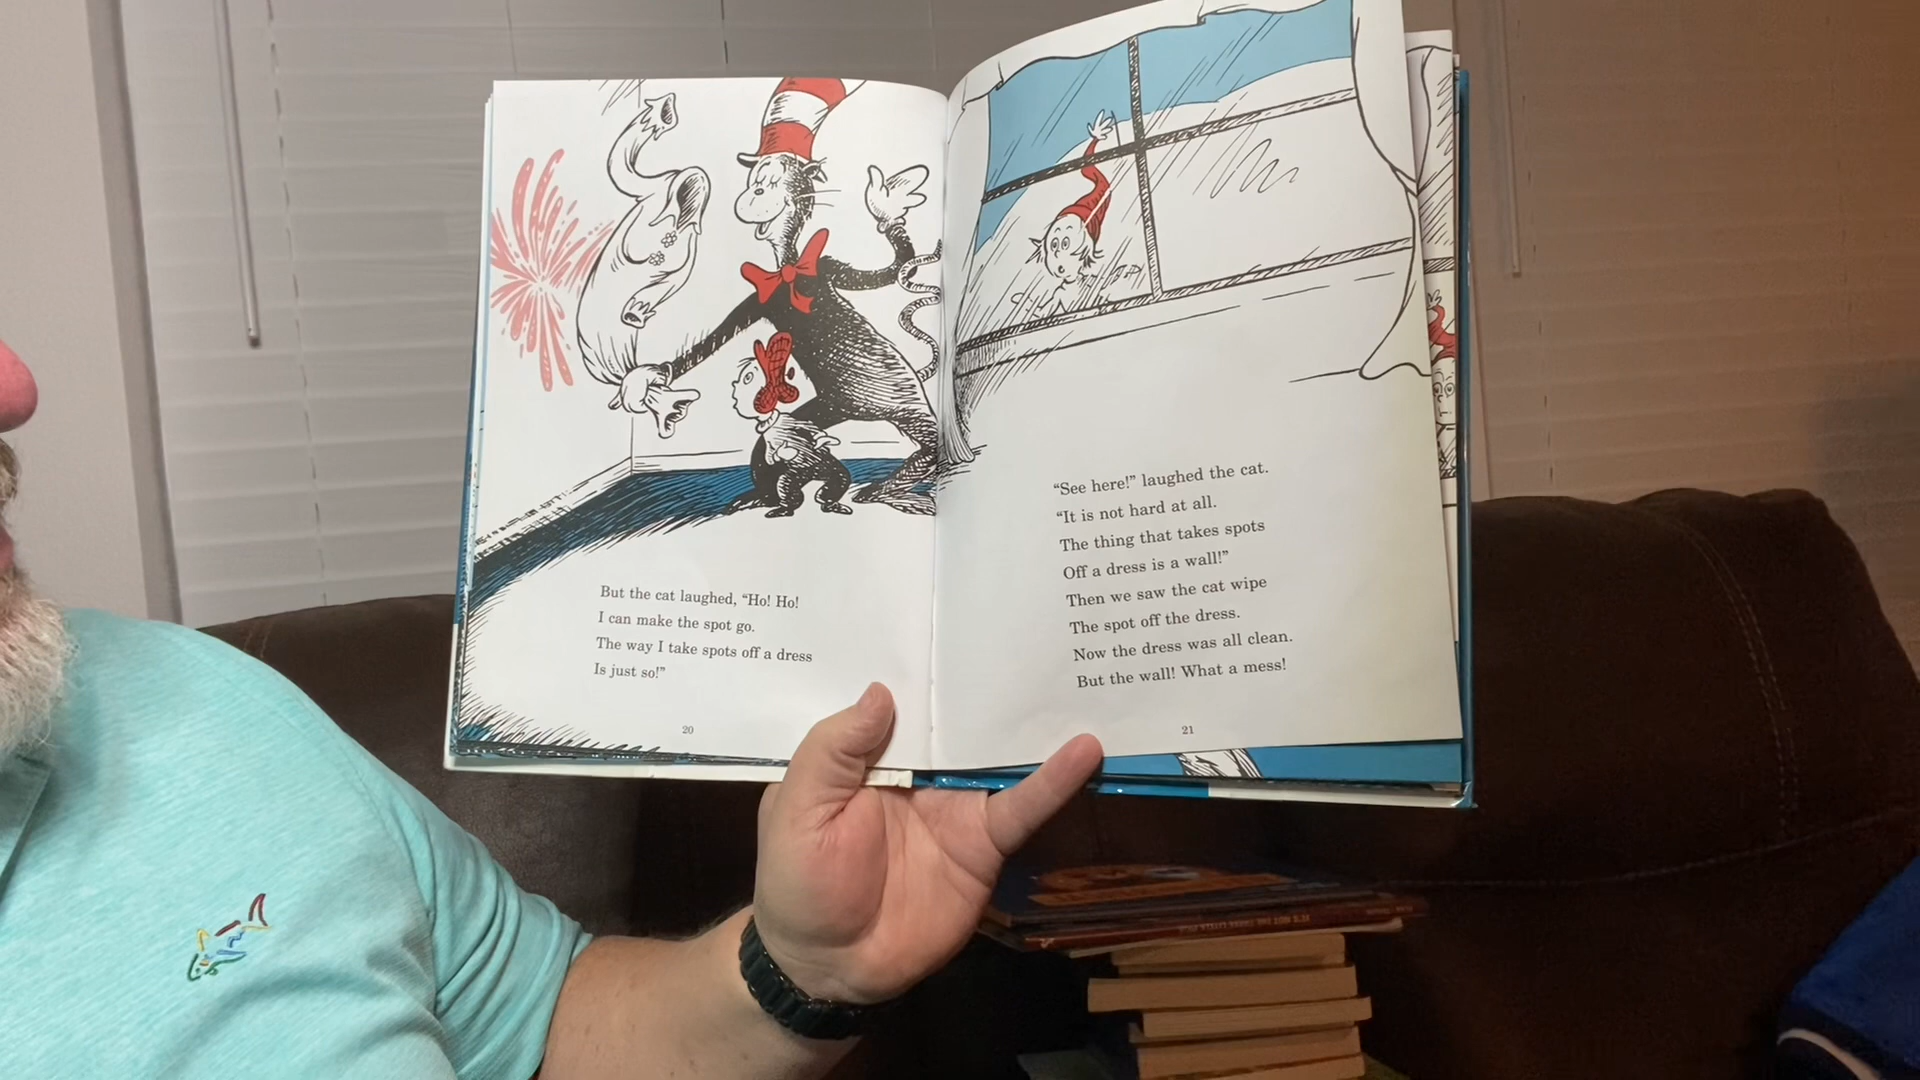 But the cat laughed, “Ho! Ho!
I can make the spot go.
The way I take spots off a dress
Is just so!”
20
“See here!” laughed the cat.
“It is not hard at all.
The thing that takes spots
Off a dress is a wall!”
Then we saw the cat wipe
The spot off the dress.
Now the dress was all clean.
But the wall! What a mess!
21